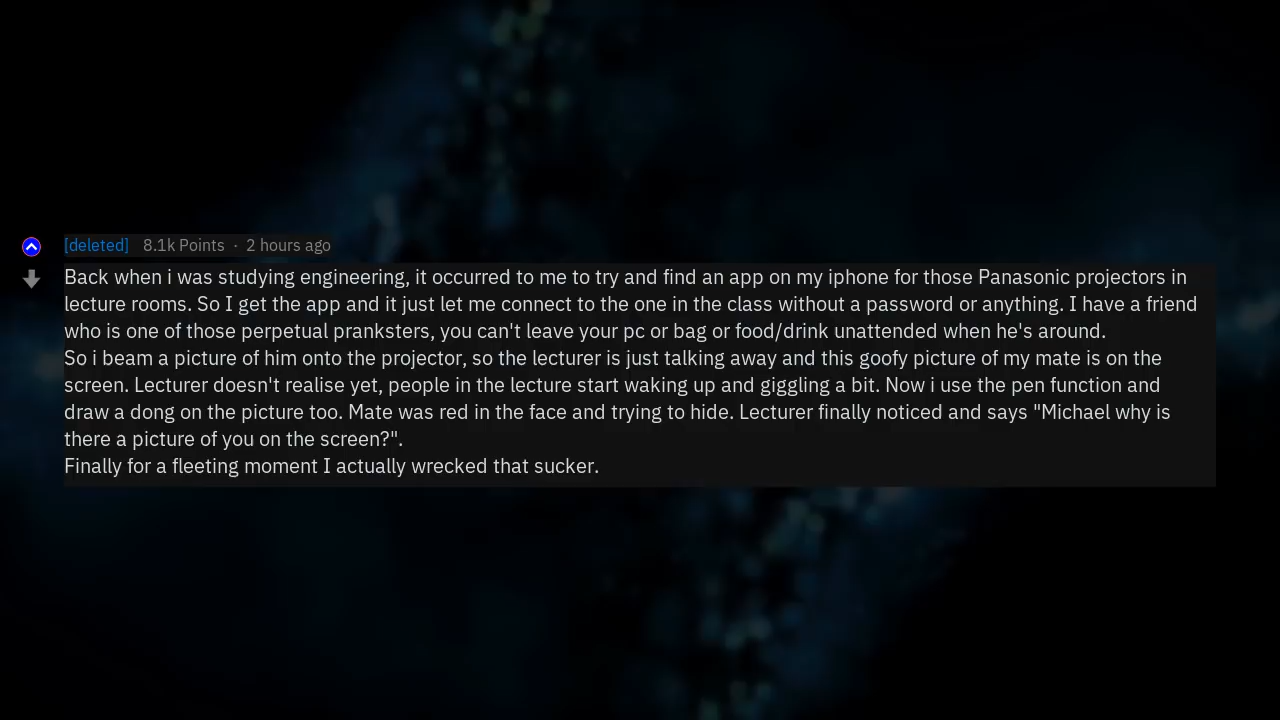 [deleted] 8.1k Points · 2 hours ago
Back when i was studying engineering, it occurred to me to try and find an app on my iphone for those Panasonic projectors in
lecture rooms. So I get the app and it just let me connect to the one in the class without a password or anything. I have a friend
who is one of those perpetual pranksters, you can't leave your pc or bag or food/drink unattended when he's around.
So i beam a picture of him onto the projector, so the lecturer is just talking away and this goofy picture of my mate is on the
screen. Lecturer doesn't realise yet, people in the lecture start waking up and giggling a bit. Now i use the pen function and
draw a dong on the picture too. Mate was red in the face and trying to hide. Lecturer finally noticed and says "Michael why is
there a picture of you on the screen?".
Finally for a fleeting moment I actually wrecked that sucker.